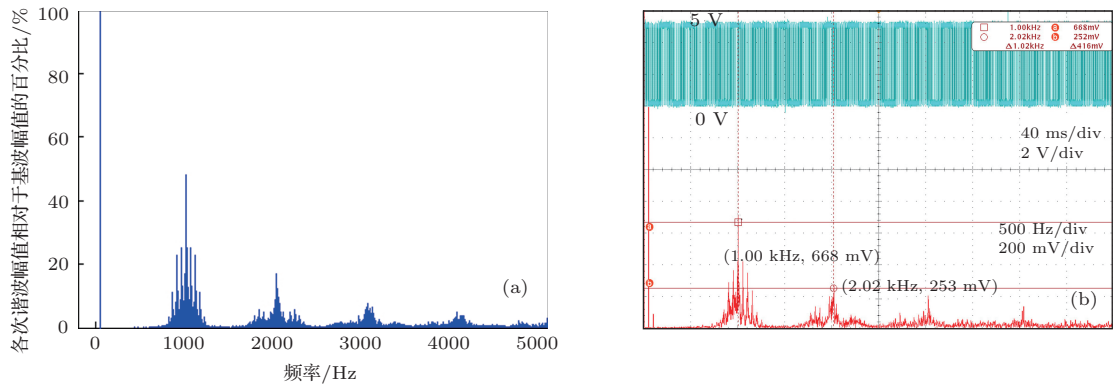 各次谐波幅值相对于基波幅值的百分比/%
100
80
60
40
20
0
0 1000 2000 3000 4000 5000
频率/Hz
(a)
5 V
1.00kHz a 668mV
2.02kHz b 252mV
Δ1.02kHz Δ416mV
0 V
40 ms/div
2 V/div
a
500 Hz/div
200 mV/div
(1.00 kHz, 668 mV)
b
(2.02 kHz, 253 mV)
(b)